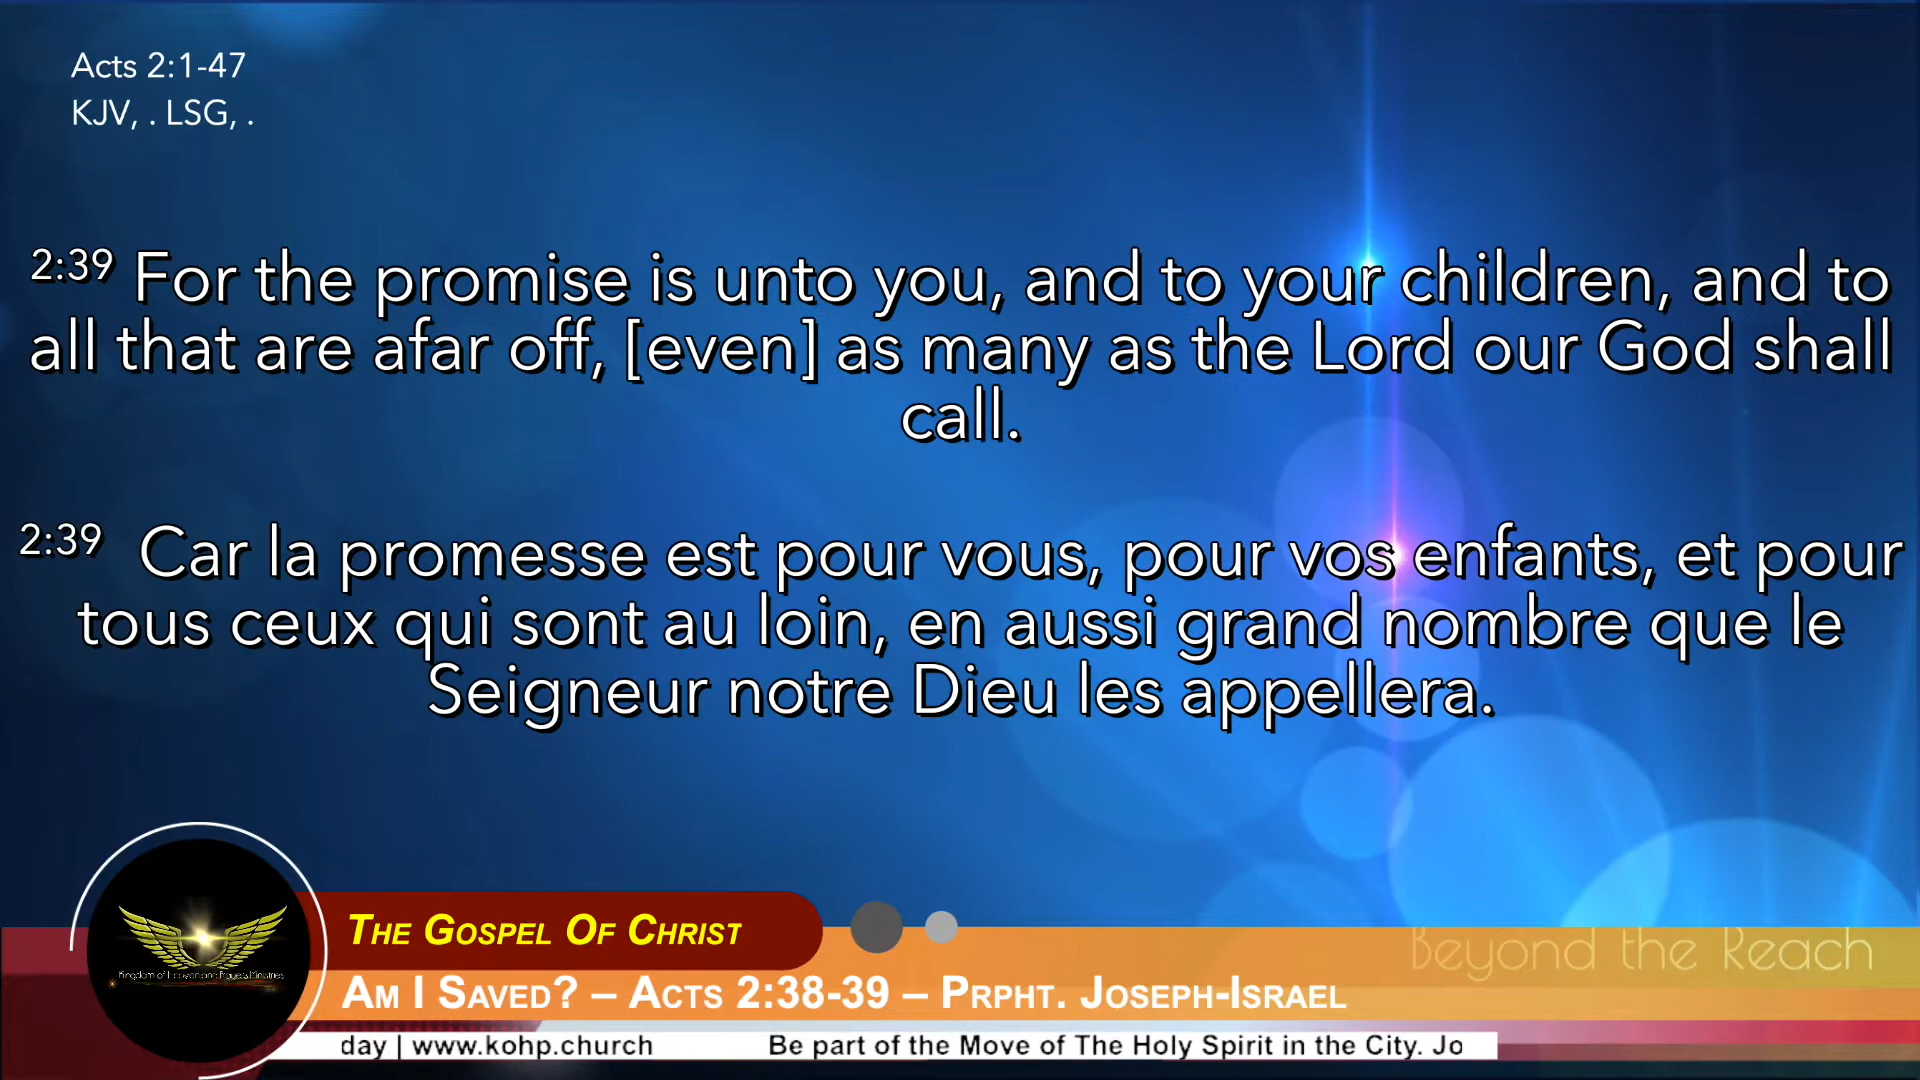 Acts 2:1-47
KJV, . LSG, .
2:39 For the promise is unto you, and to your children, and to
all that are afar off, [even] as many as the Lord our God shall
call.
2:39 Car la promesse est pour vous, pour vos enfants, et pour
tous ceux qui sont au loin, en aussi grand nombre que le
Seigneur notre Dieu les appellera.
Kingdom of Prayers Ministries
The Gospel Of Christ
Beyond the Reach
Am I Saved? – Acts 2:38-39 – Prpht. Joseph-Israel
day | www.kohp.church Be part of the Move of The Holy Spirit in the City. Jo